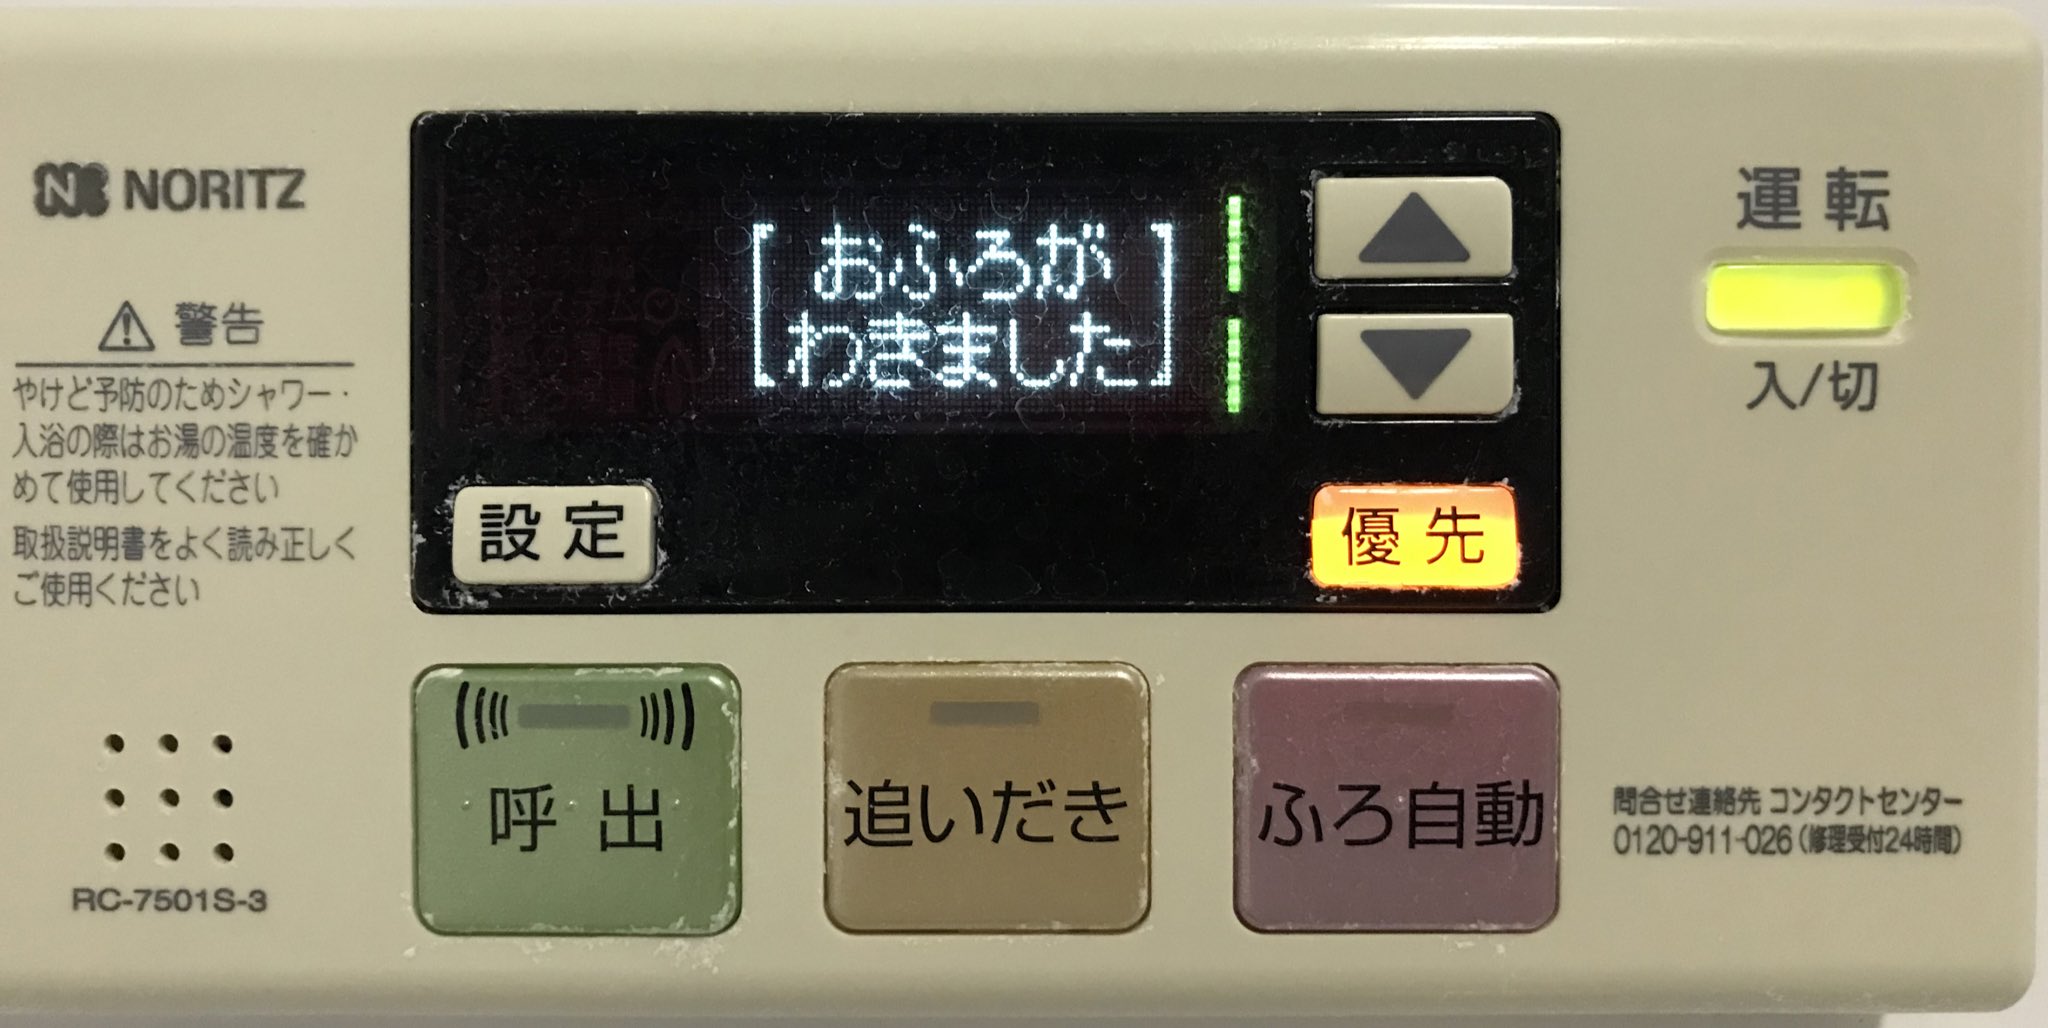 NORITZ
警告
やけど予防のためシャワー・
入浴の際はお湯の温度を確か
めて使用してください
取扱説明書をよく読み正しく
ご使用ください
RC-7501S-3
[おふろが
わきました]
設定
優先
呼出
追いだき
ふろ自動
運転
入/切
問合せ連絡先 コンタクトセンター
0120-911-026(修理受付24時間)